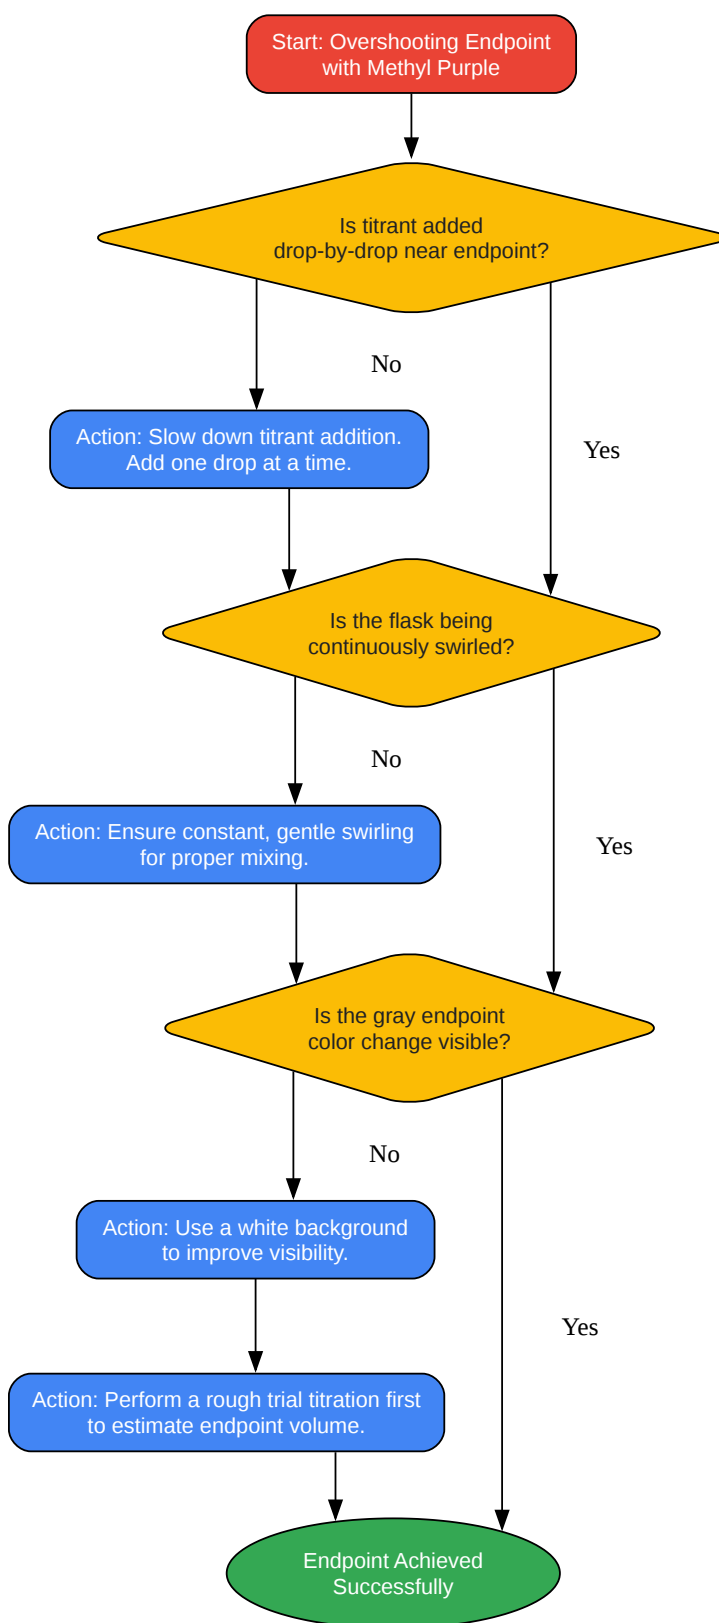 Start: Overshooting Endpoint
with Methyl Purple
Is titrant added
drop-by-drop near endpoint?
No
Action: Slow down titrant addition.
Add one drop at a time.
Yes
Is the flask being
continuously swirled?
No
Action: Ensure constant, gentle swirling
for proper mixing.
Yes
Is the gray endpoint
color change visible?
No
Action: Use a white background
to improve visibility.
Yes
Action: Perform a rough trial titration first
to estimate endpoint volume.
Endpoint Achieved
Successfully